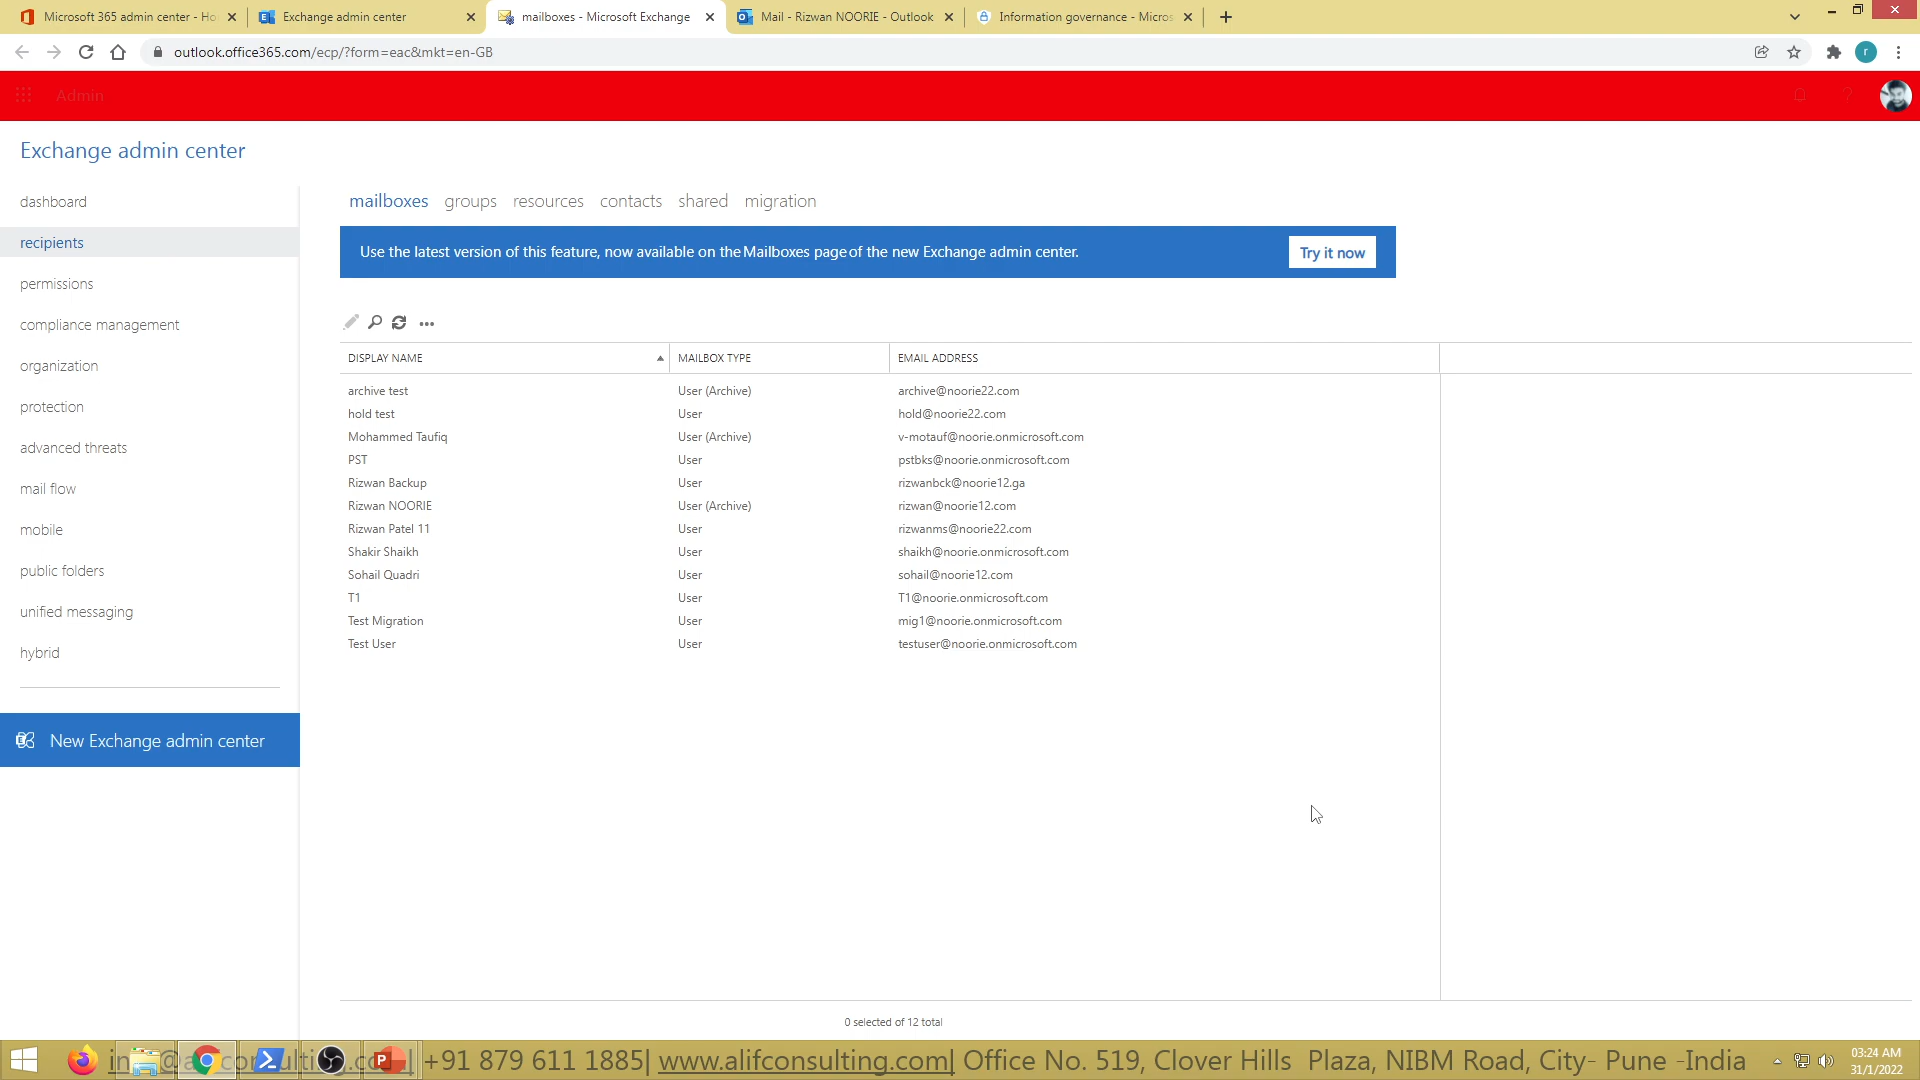 Microsoft 365 admin center - Ho
Exchange admin center
mailboxes - Microsoft Exchange
Mail - Rizwan NOORIE - Outlook
Information governance - Micros
outlook.office365.com/ecp/?form=eac&mkt=en-GB
r
Admin
?
Exchange admin center
dashboard
recipients
permissions
compliance management
organization
protection
advanced threats
mail flow
mobile
public folders
unified messaging
hybrid
New Exchange admin center
mailboxes groups resources contacts shared migration
Use the latest version of this feature, now available on the Mailboxes page of the new Exchange admin center.
Try it now
DISPLAY NAME MAILBOX TYPE EMAIL ADDRESS
archive test User (Archive) archive@noorie22.com
hold test User hold@noorie22.com
Mohammed Taufiq User (Archive) v-motauf@noorie.onmicrosoft.com
PST User pstbks@noorie.onmicrosoft.com
Rizwan Backup User rizwanbck@noorie12.ga
Rizwan NOORIE User (Archive) rizwan@noorie12.com
Rizwan Patel 11 User rizwanms@noorie22.com
Shakir Shaikh User shaikh@noorie.onmicrosoft.com
Sohail Quadri User sohail@noorie12.com
T1 User T1@noorie.onmicrosoft.com
Test Migration User mig1@noorie.onmicrosoft.com
Test User User testuser@noorie.onmicrosoft.com
0 selected of 12 total
+91 879 611 1885| www.alifconsulting.com| Office No. 519, Clover Hills Plaza, NIBM Road, City- Pune -India
03:24 AM
31/1/2022